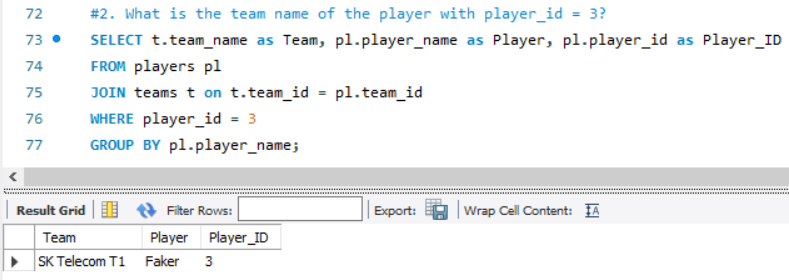 72 #2. What is the team name of the player with player_id = 3?
73 SELECT t.team_name as Team, pl.player_name as Player, pl.player_id as Player_ID
74 FROM players pl
75 JOIN teams t on t.team_id = pl.team_id
76 WHERE player_id = 3
77 GROUP BY pl.player_name;
Result Grid Filter Rows: Export: Wrap Cell Content: IA
Team Player Player_ID
SK Telecom T1 Faker 3